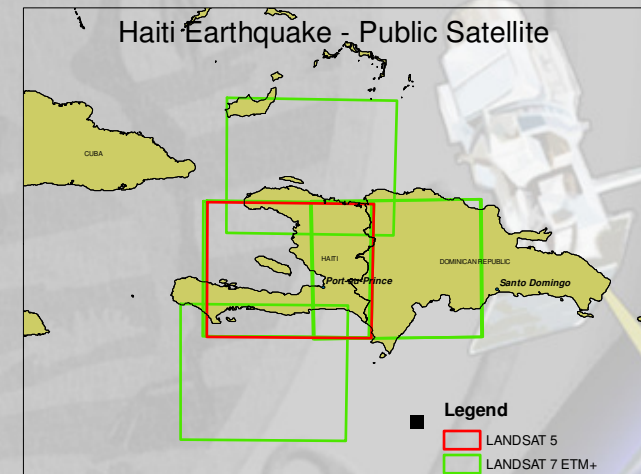 Haiti Earthquake - Public Satellite
CUBA
HAITI
DOMINICAN REPUBLIC
Port-au-Prince
Santo Domingo
Legend
LANDSAT 5
LANDSAT 7 ETM+